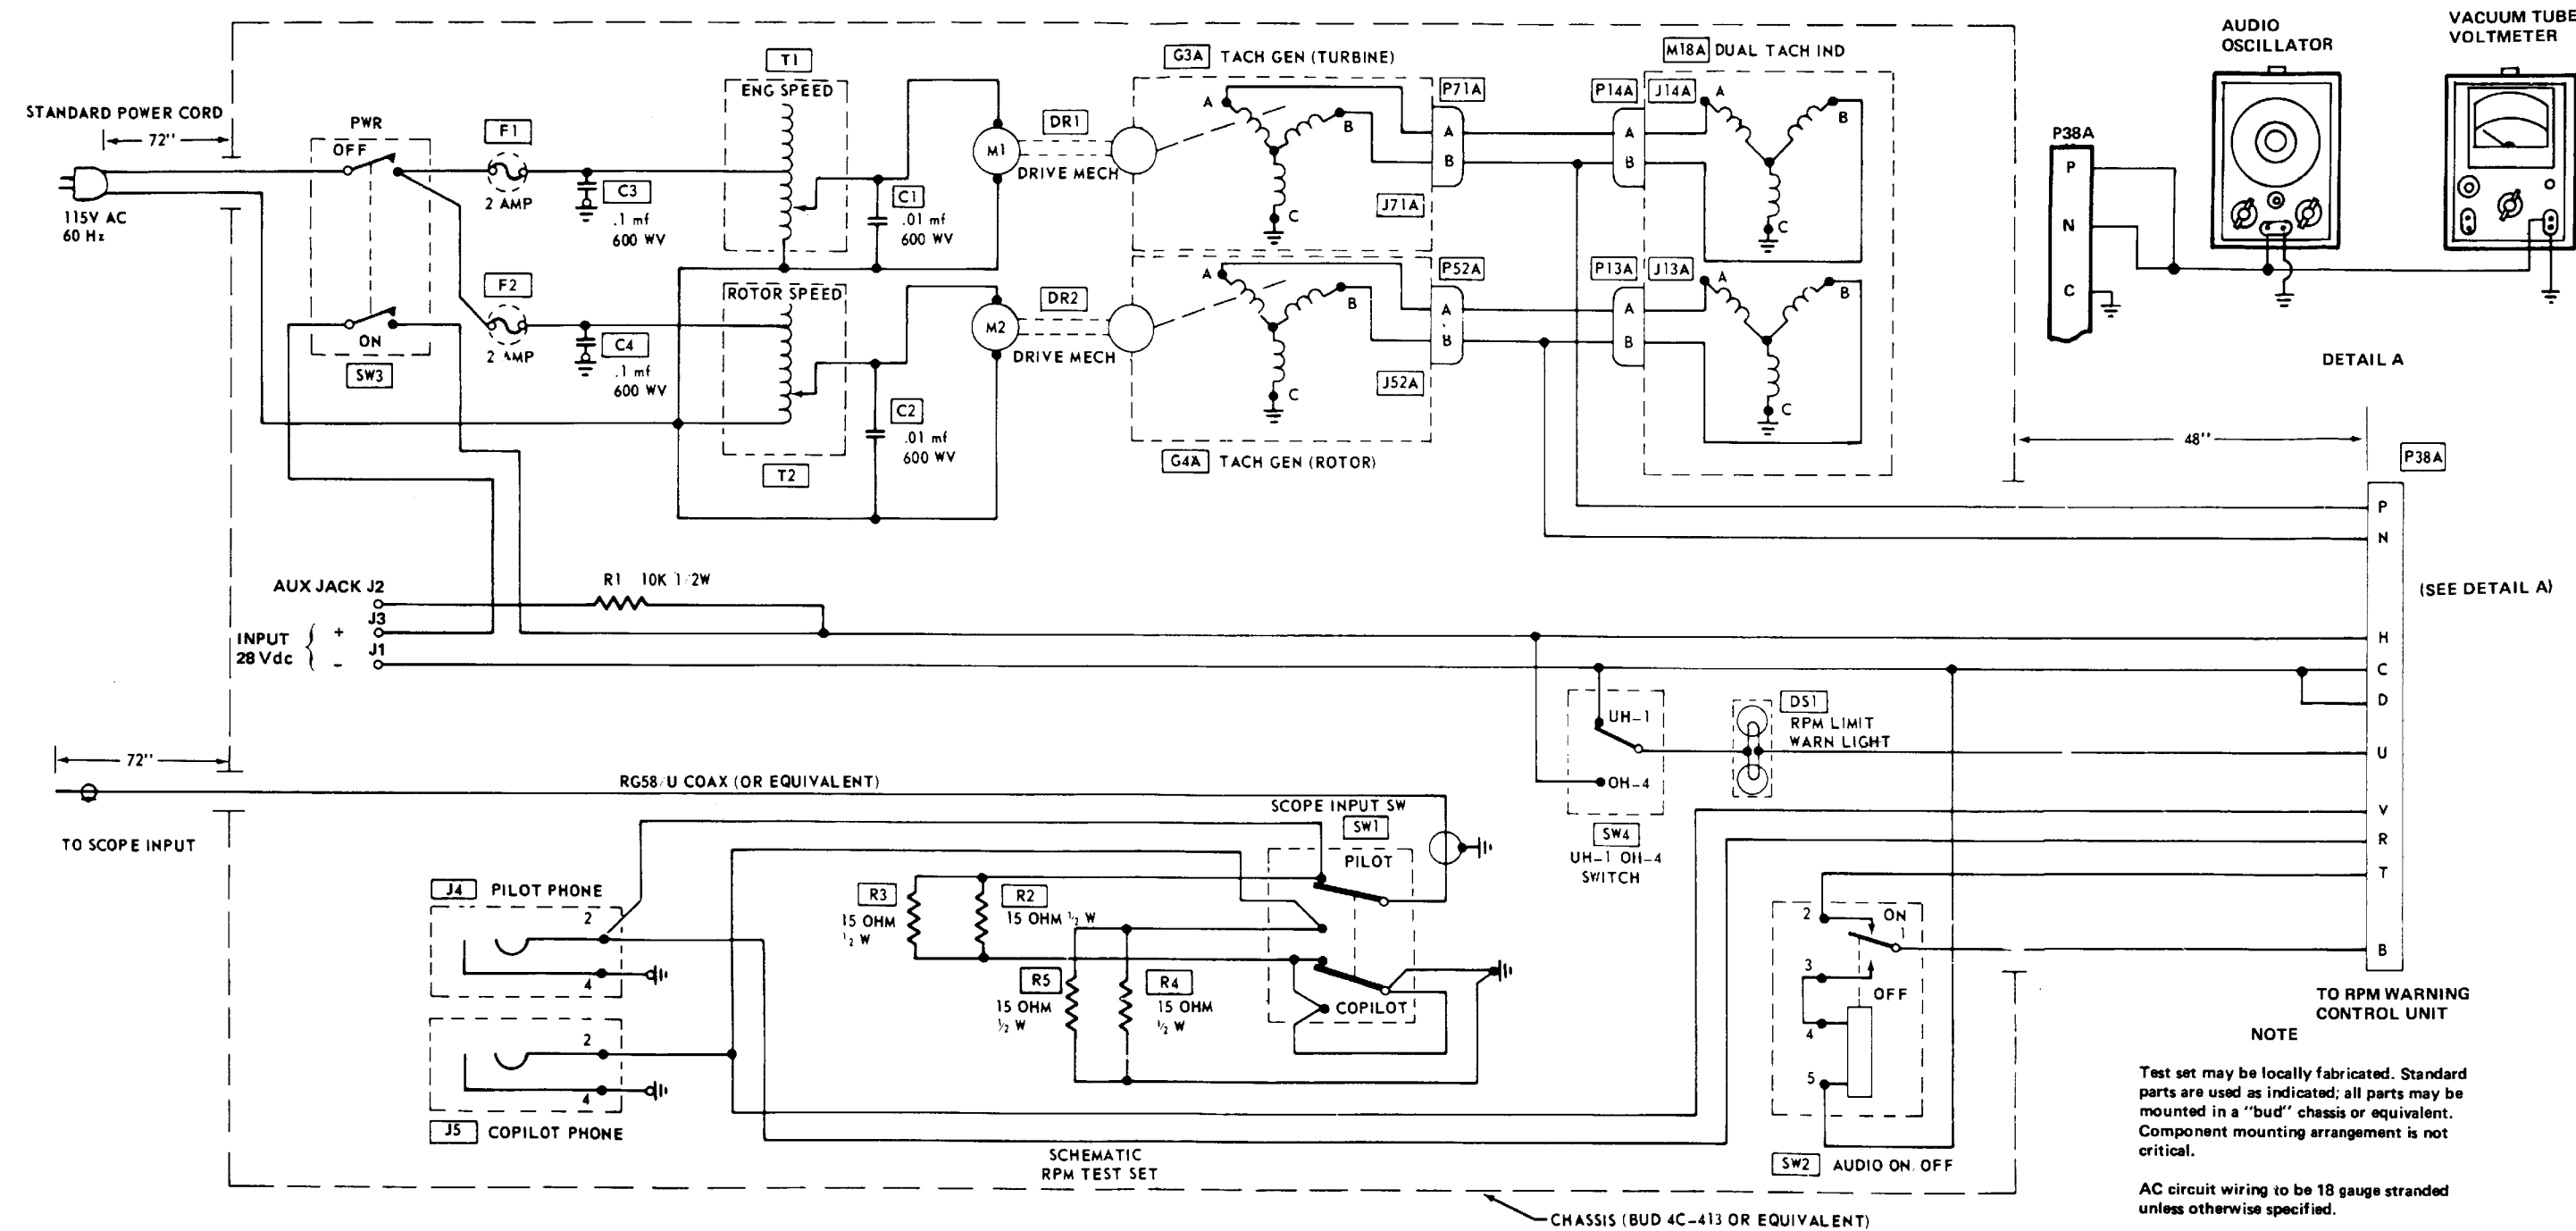 AUDIO
OSCILLATOR
VACUUM TUBE
VOLTMETER
T1
ENG SPEED
G3A TACH GEN (TURBINE)
M18A DUAL TACH IND
STANDARD POWER CORD
72"
PWR
OFF
F1
2 AMP
C3
.1 mf
600 WV
C1
.01 mf
600 WV
M1
DR1
DRIVE MECH
A
B
C
P71A
A
B
J71A
P14A
J14A
A
B
A
B
C
P38A
P
N
C
115V AC
60 Hz
DETAIL A
ON
SW3
F2
2 AMP
C4
.1 mf
600 WV
ROTOR SPEED
T2
C2
.01 mf
600 WV
M2
DR2
DRIVE MECH
A
B
C
P52A
A
B
J52A
G4A TACH GEN (ROTOR)
P13A
J13A
A
B
A
B
C
48"
P38A
P
N
(SEE DETAIL A)
H
C
D
U
V
R
T
B
AUX JACK J2
R1 10K 1/2W
J3
INPUT
28 Vdc
+
J1
-
UH-1
OH-4
SW4
UH-1 OH-4
SWITCH
DS1
RPM LIMIT
WARN LIGHT
72"
RG58/U COAX (OR EQUIVALENT)
TO SCOPE INPUT
SCOPE INPUT SW
SW1
PILOT
COPILOT
J4 PILOT PHONE
2
4
R3
15 OHM
1/2 W
R2
15 OHM 1/2 W
R5
15 OHM
1/2 W
R4
15 OHM
1/2 W
2
4
J5 COPILOT PHONE
2
ON
1
3
OFF
4
5
SW2 AUDIO ON. OFF
TO RPM WARNING
CONTROL UNIT
NOTE
Test set may be locally fabricated. Standard
parts are used as indicated; all parts may be
mounted in a "bud" chassis or equivalent.
Component mounting arrangement is not
critical.
AC circuit wiring to be 18 gauge stranded
unless otherwise specified.
SCHEMATIC
RPM TEST SET
CHASSIS (BUD 4C-413 OR EQUIVALENT)